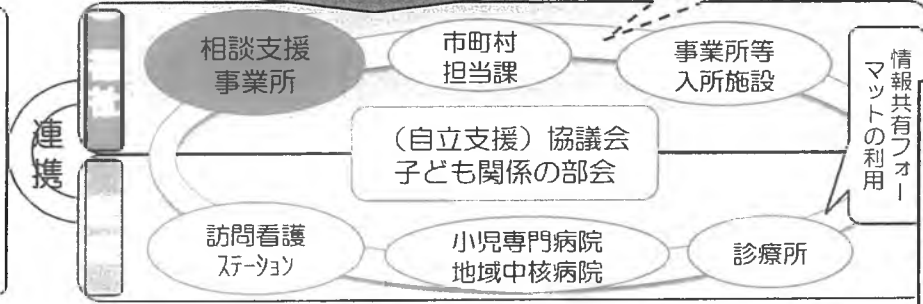 相談支援
事業所
市町村
担当課
事業所等
入所施設
情報共有フォー
マットの利用
連携
（自立支援）協議会
子ども関係の部会
訪問看護
ｽﾃｰｼｮﾝ
小児専門病院
地域中核病院
診療所